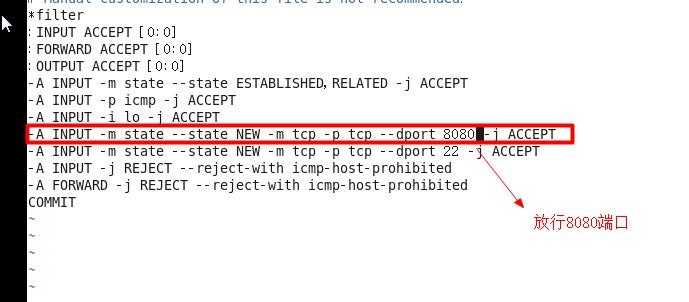 # Manual customization of this file is not recommended.
*filter
:INPUT ACCEPT [0:0]
:FORWARD ACCEPT [0:0]
:OUTPUT ACCEPT [0:0]
-A INPUT -m state --state ESTABLISHED,RELATED -j ACCEPT
-A INPUT -p icmp -j ACCEPT
-A INPUT -i lo -j ACCEPT
-A INPUT -m state --state NEW -m tcp -p tcp --dport 8080 -j ACCEPT
-A INPUT -m state --state NEW -m tcp -p tcp --dport 22 -j ACCEPT
-A INPUT -j REJECT --reject-with icmp-host-prohibited
-A FORWARD -j REJECT --reject-with icmp-host-prohibited
COMMIT
~
放行8080端口
~
~
~
~